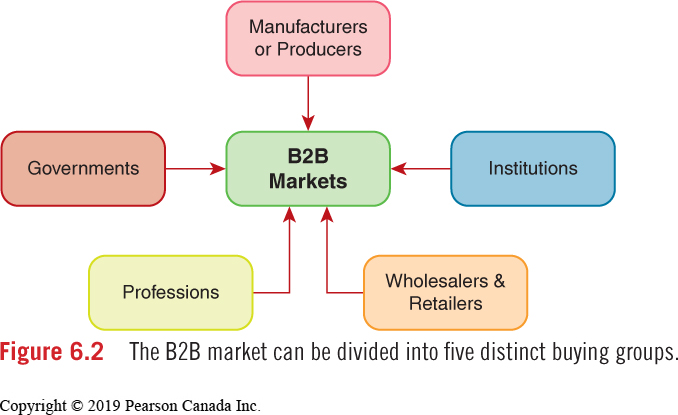 Manufacturers
or Producers
Governments
B2B
Markets
Institutions
Professions
Wholesalers &
Retailers
Figure 6.2 The B2B market can be divided into five distinct buying groups.
Copyright © 2019 Pearson Canada Inc.